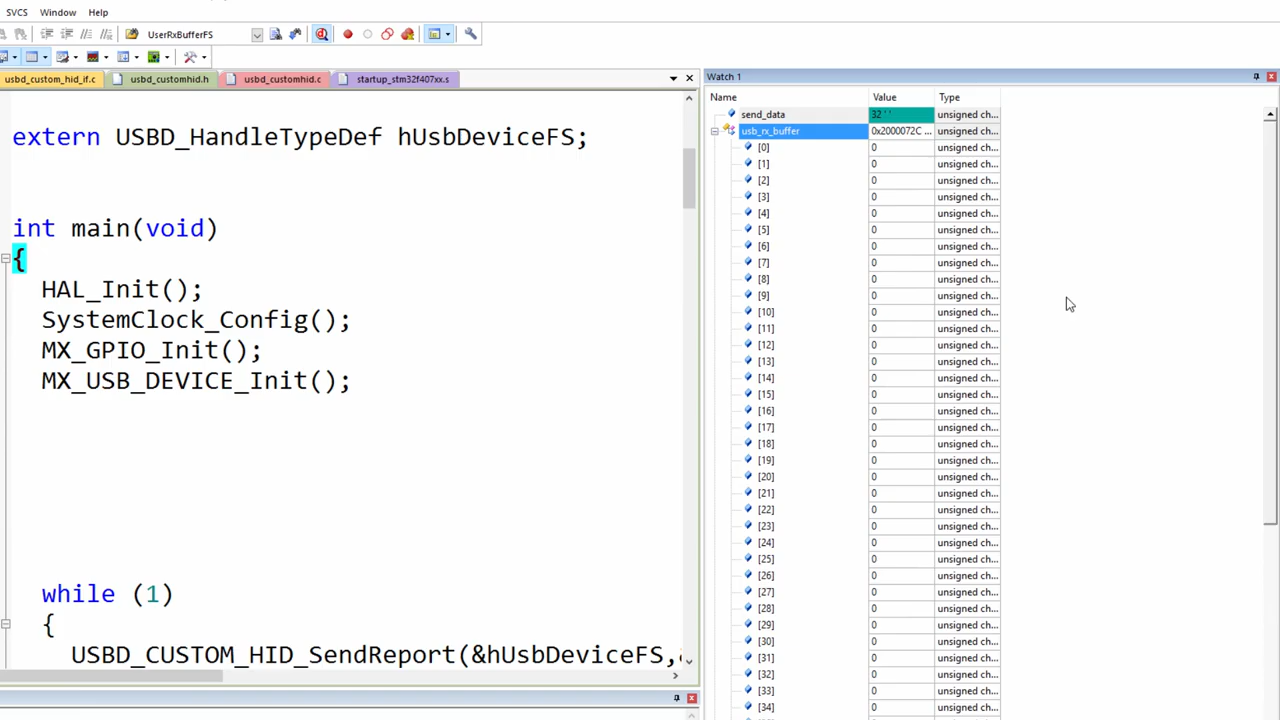 SVCS Window Help
UserRxBufferFS
usbd_custom_hid_if.c usbd_customhid.h usbd_customhid.c startup_stm32f407xx.s
extern USBD_HandleTypeDef hUsbDeviceFS;
int main(void)
{
HAL_Init();
SystemClock_Config();
MX_GPIO_Init();
MX_USB_DEVICE_Init();
while (1)
{
USBD_CUSTOM_HID_SendReport(&hUsbDeviceFS,
Watch 1
Name Value Type
send_data 32 ' ' unsigned ch...
usb_rx_buffer 0x2000072C ... unsigned ch...
[0] 0 unsigned ch...
[1] 0 unsigned ch...
[2] 0 unsigned ch...
[3] 0 unsigned ch...
[4] 0 unsigned ch...
[5] 0 unsigned ch...
[6] 0 unsigned ch...
[7] 0 unsigned ch...
[8] 0 unsigned ch...
[9] 0 unsigned ch...
[10] 0 unsigned ch...
[11] 0 unsigned ch...
[12] 0 unsigned ch...
[13] 0 unsigned ch...
[14] 0 unsigned ch...
[15] 0 unsigned ch...
[16] 0 unsigned ch...
[17] 0 unsigned ch...
[18] 0 unsigned ch...
[19] 0 unsigned ch...
[20] 0 unsigned ch...
[21] 0 unsigned ch...
[22] 0 unsigned ch...
[23] 0 unsigned ch...
[24] 0 unsigned ch...
[25] 0 unsigned ch...
[26] 0 unsigned ch...
[27] 0 unsigned ch...
[28] 0 unsigned ch...
[29] 0 unsigned ch...
[30] 0 unsigned ch...
[31] 0 unsigned ch...
[32] 0 unsigned ch...
[33] 0 unsigned ch...
[34] 0 unsigned ch...